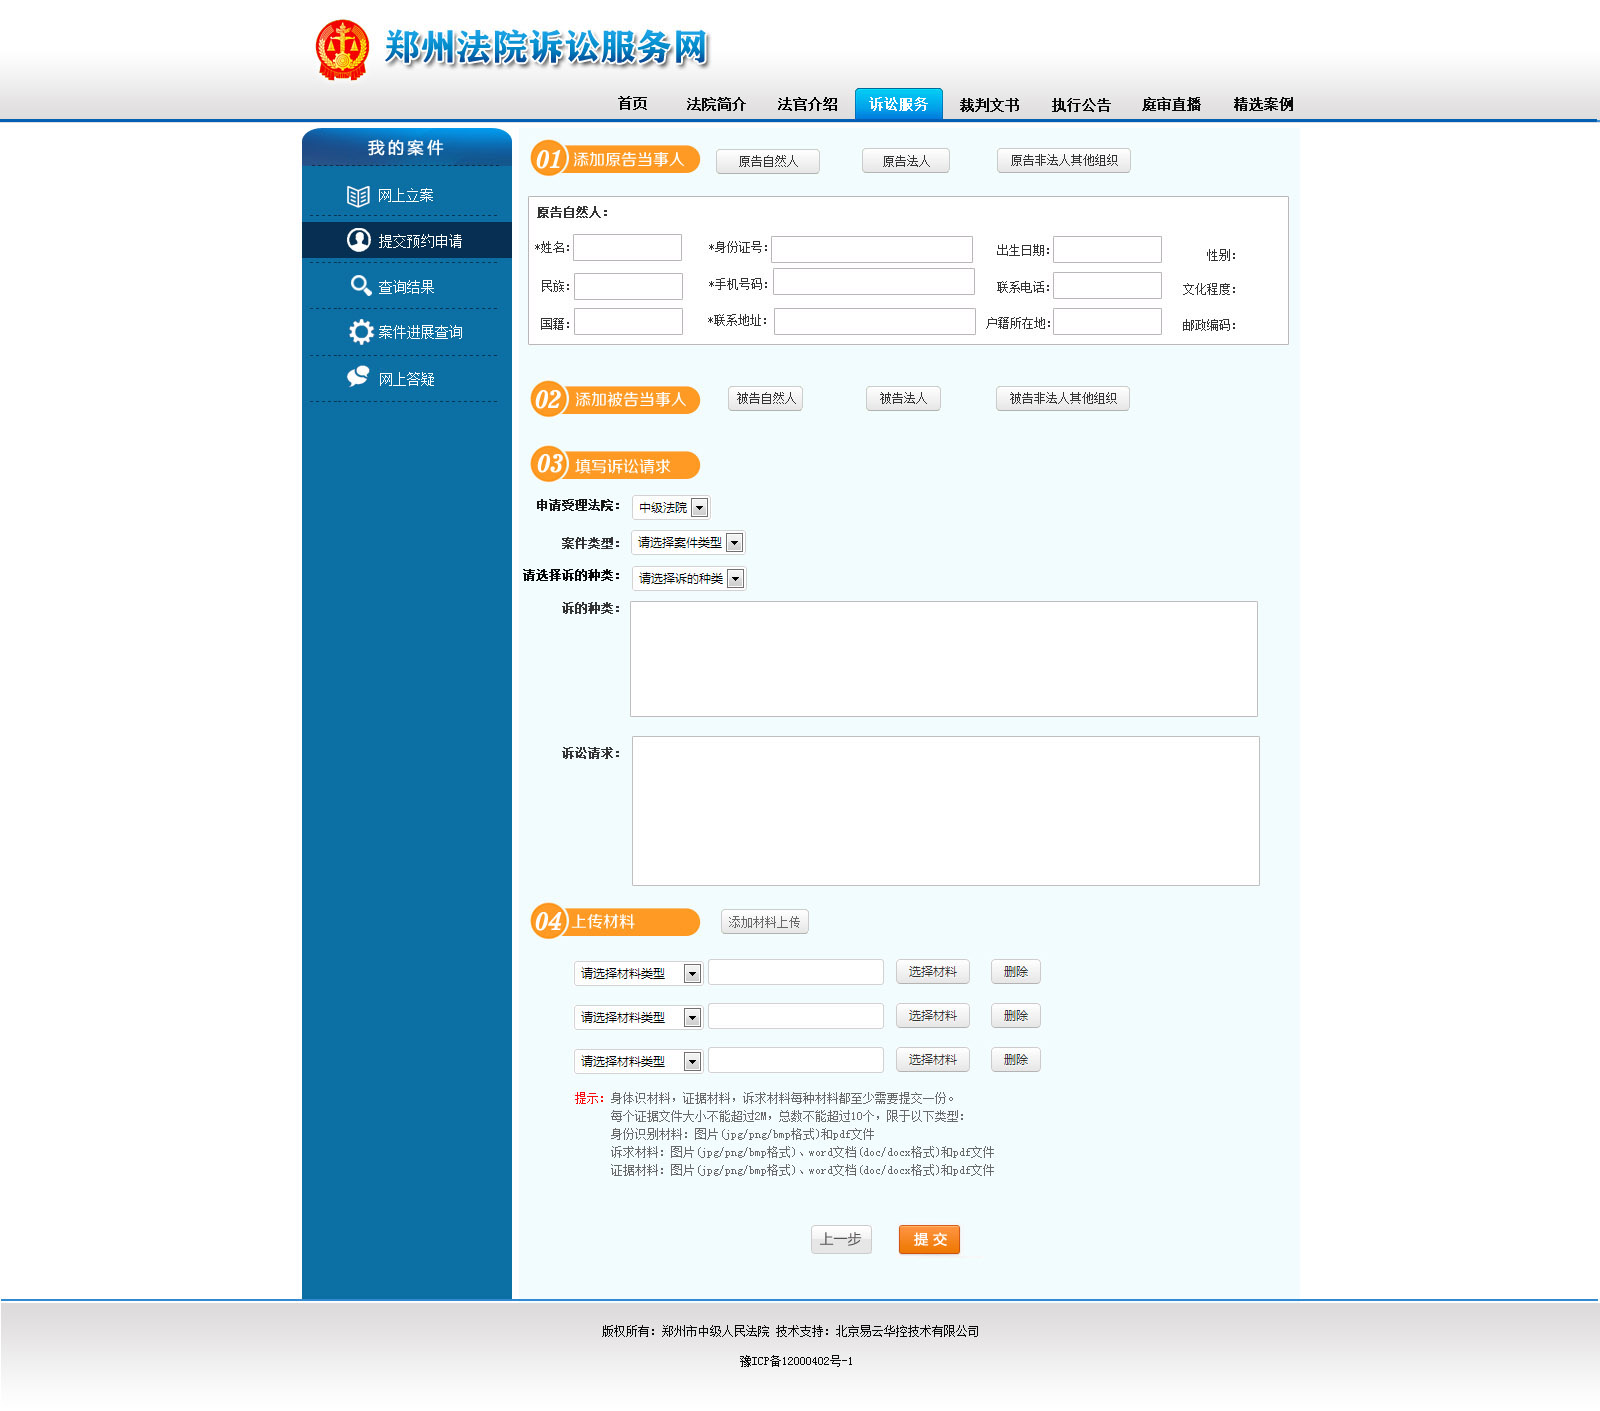 郑州法院诉讼服务网
首页 法院简介 法官介绍 诉讼服务 裁判文书 执行公告 庭审直播 精选案例
我的案件
网上立案
提交预约申请
查询结果
案件进展查询
网上答疑
01 添加原告当事人 原告自然人 原告法人 原告非法人其他组织
原告自然人：
*姓名： *身份证号： 出生日期： 性别：
民族： *手机号码： 联系电话： 文化程度：
国籍： *联系地址： 户籍所在地： 邮政编码：
02 添加被告当事人 被告自然人 被告法人 被告非法人其他组织
03 填写诉讼请求
申请受理法院： 中级法院
案件类型： 请选择案件类型
请选择诉的种类： 请选择诉的种类
诉的种类：
诉讼请求：
04 上传材料 添加材料上传
请选择材料类型 选择材料 删除
请选择材料类型 选择材料 删除
请选择材料类型 选择材料 删除
提示：身体识材料，证据材料，诉求材料每种材料都至少需要提交一份。
每个证据文件大小不能超过2M，总数不能超过10个，限于以下类型：
身份识别材料：图片(jpg/png/bmp格式)和pdf文件
诉求材料：图片(jpg/png/bmp格式)、word文档(doc/docx格式)和pdf文件
证据材料：图片(jpg/png/bmp格式)、word文档(doc/docx格式)和pdf文件
上一步 提 交
版权所有：郑州市中级人民法院 技术支持：北京易云华控技术有限公司
豫ICP备12000402号-1